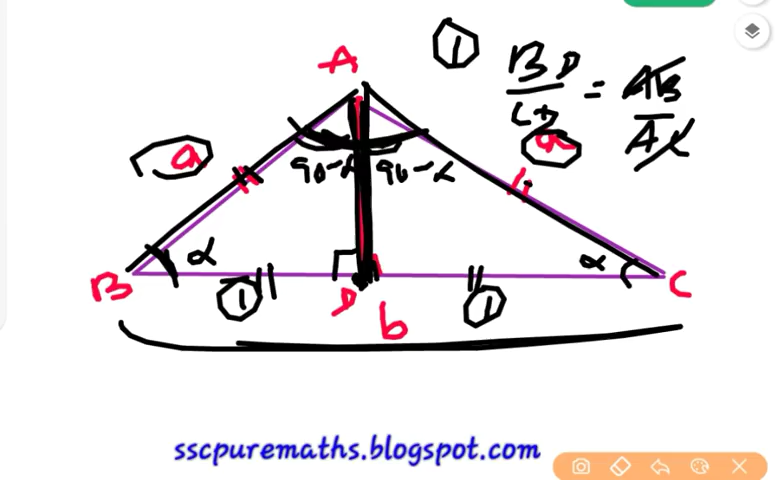 A
①
BD
CD
=
AB
AC
a
a
90-α
90-α
α
α
B
①
①
C
D
b
sscpuremaths.blogspot.com